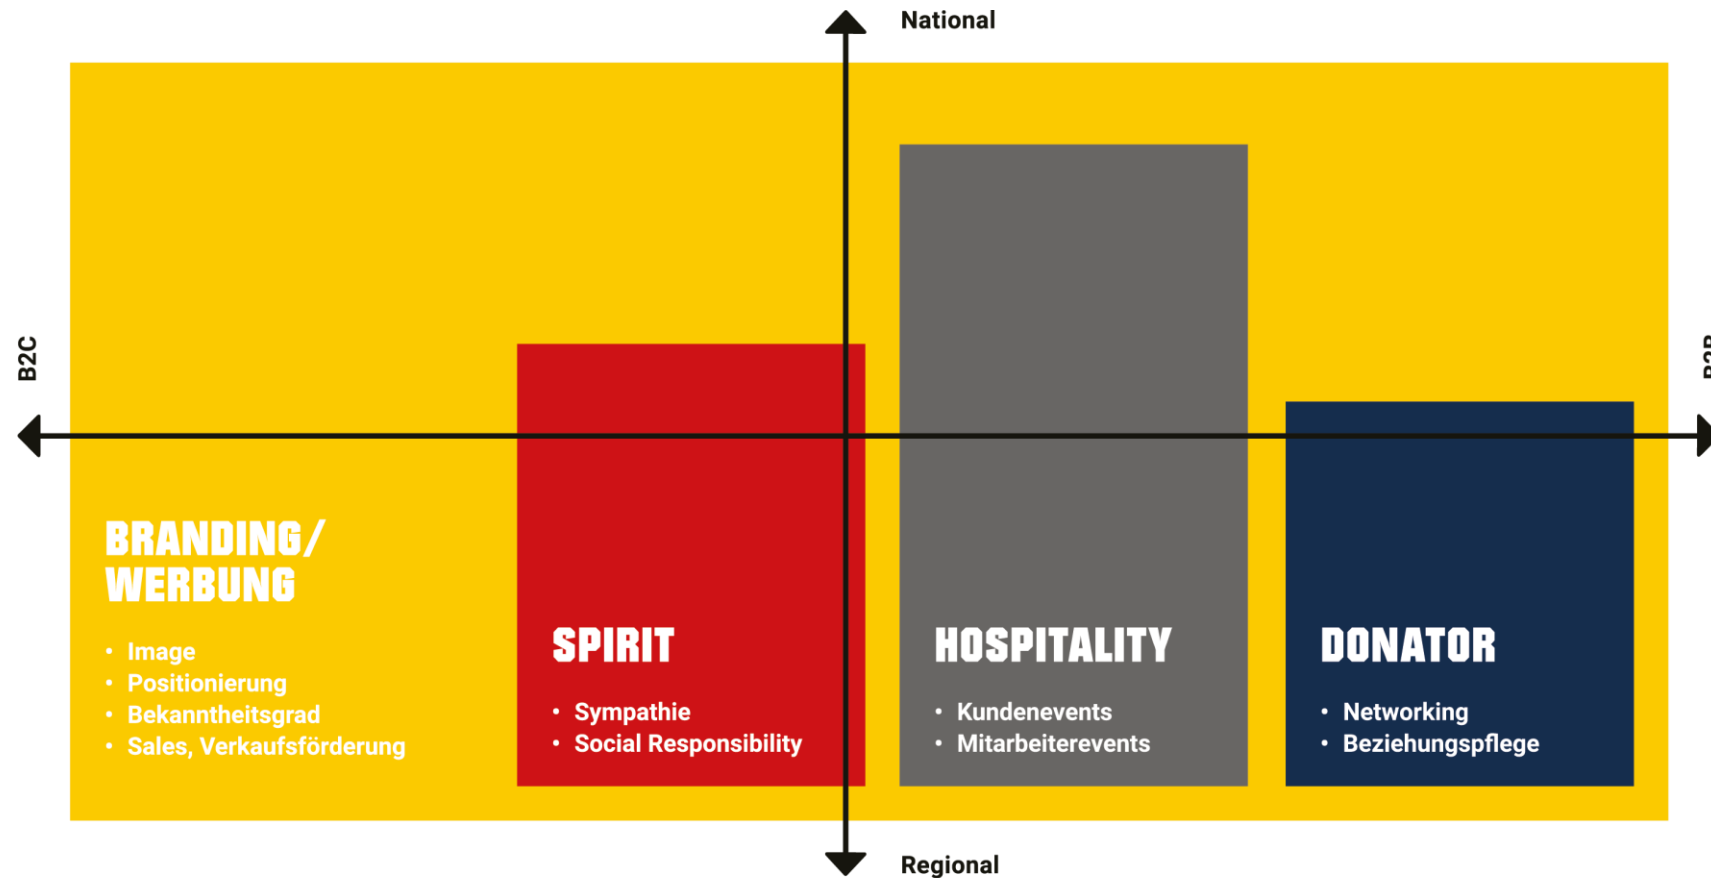 National
B2C
B2B
BRANDING/
WERBUNG
• Image
• Positionierung
• Bekanntheitsgrad
• Sales, Verkaufsförderung
SPIRIT
• Sympathie
• Social Responsibility
HOSPITALITY
• Kundenevents
• Mitarbeiterevents
DONATOR
• Networking
• Beziehungspflege
Regional